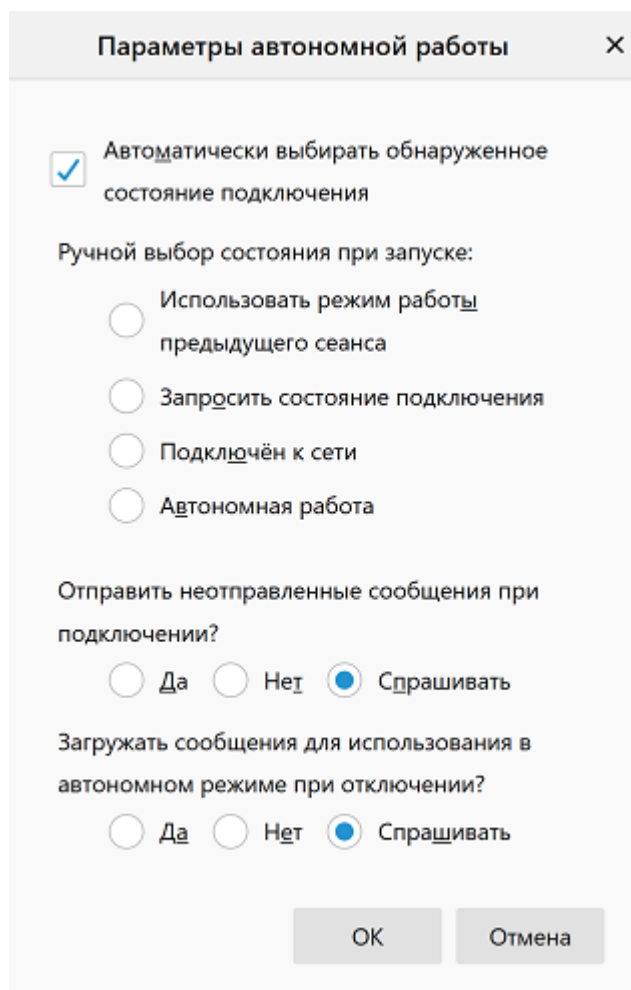 Параметры автономной работы
Автоматически выбирать обнаруженное
состояние подключения
Ручной выбор состояния при запуске:
Использовать режим работы
предыдущего сеанса
Запросить состояние подключения
Подключён к сети
Автономная работа
Отправить неотправленные сообщения при
подключении?
Да Нет Спрашивать
Загружать сообщения для использования в
автономном режиме при отключении?
Да Нет Спрашивать
ОК Отмена